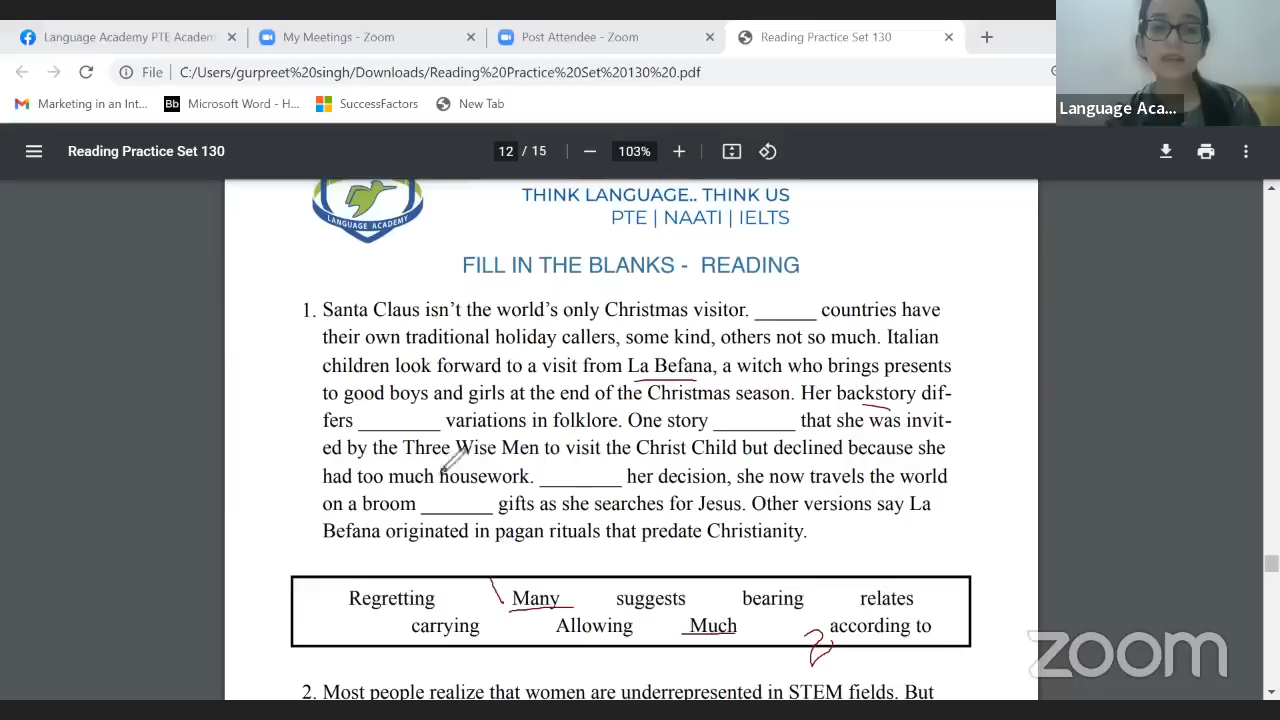 Language Academy PTE Academ
My Meetings - Zoom
Post Attendee - Zoom
Reading Practice Set 130
File C:/Users/gurpreet%20singh/Downloads/Reading%20Practice%20Set%20130%20.pdf
Marketing in an Int...
Bb Microsoft Word - H...
SuccessFactors
New Tab
Language Aca...
Reading Practice Set 130
12 / 15
103%
LANGUAGE ACADEMY
THINK LANGUAGE.. THINK US
PTE | NAATI | IELTS
FILL IN THE BLANKS - READING
1. Santa Claus isn’t the world’s only Christmas visitor. ______ countries have
their own traditional holiday callers, some kind, others not so much. Italian
children look forward to a visit from La Befana, a witch who brings presents
to good boys and girls at the end of the Christmas season. Her backstory dif-
fers ________ variations in folklore. One story ________ that she was invit-
ed by the Three Wise Men to visit the Christ Child but declined because she
had too much housework. ________ her decision, she now travels the world
on a broom _______ gifts as she searches for Jesus. Other versions say La
Befana originated in pagan rituals that predate Christianity.
Regretting Many suggests bearing relates
carrying Allowing Much according to
2
zoom
2. Most people realize that women are underrepresented in STEM fields. But